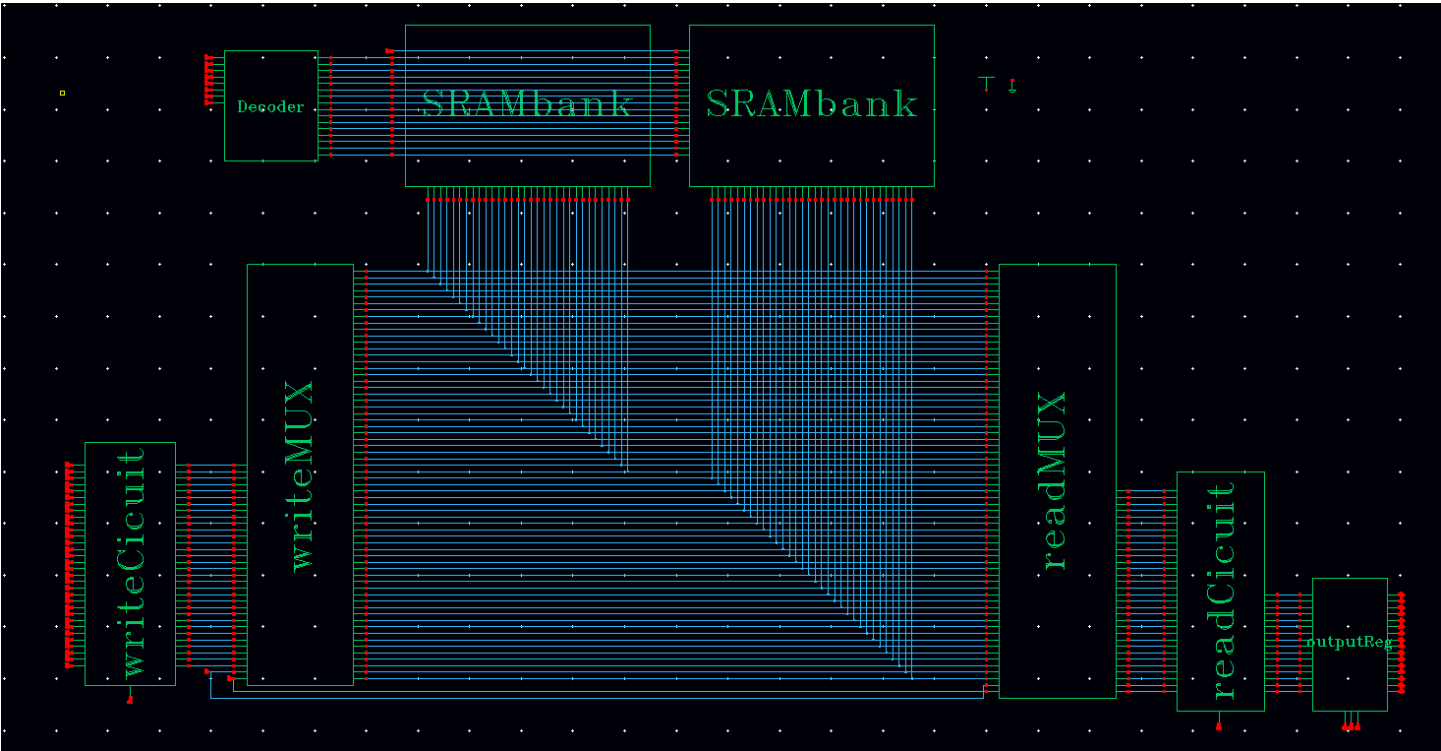 Decoder
SRAMbank
SRAMbank
writeMUX
readMUX
writeCicuit
readCicuit
outputReg